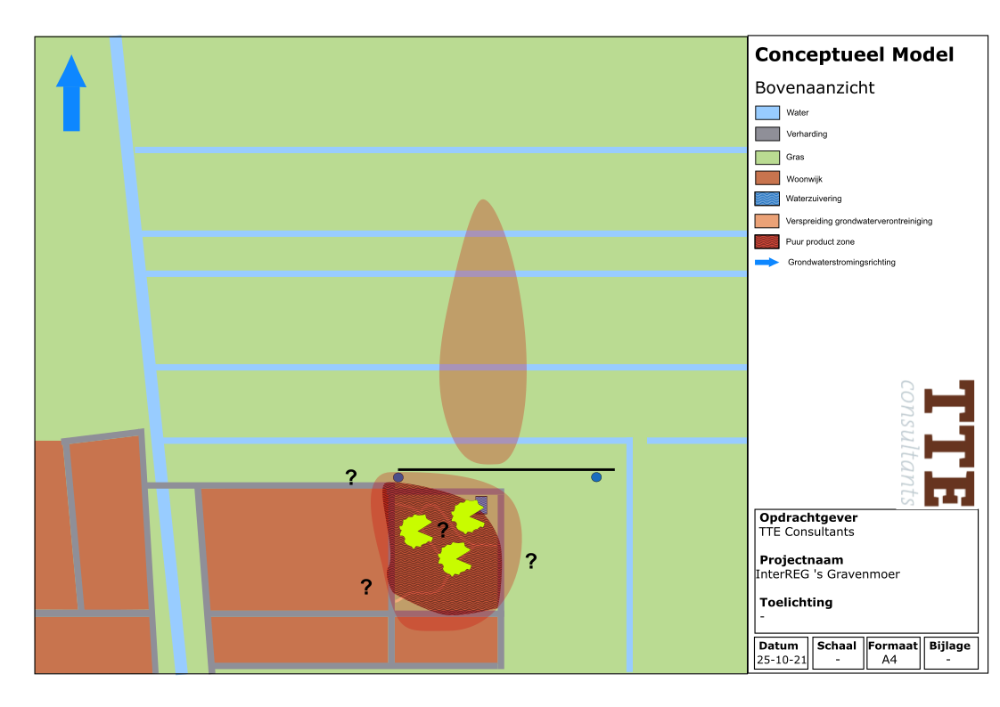 Conceptueel Model
Bovenaanzicht
Water
Verharding
Gras
Woonwijk
Waterzuivering
Verspreiding grondwaterverontreiniging
Puur product zone
Grondwaterstromingsrichting
?
?
?
?
TTE
consultants
Opdrachtgever
TTE Consultants
Projectnaam
InterREG 's Gravenmoer
Toelichting
-
Datum
25-10-21
Schaal
-
Formaat
A4
Bijlage
-